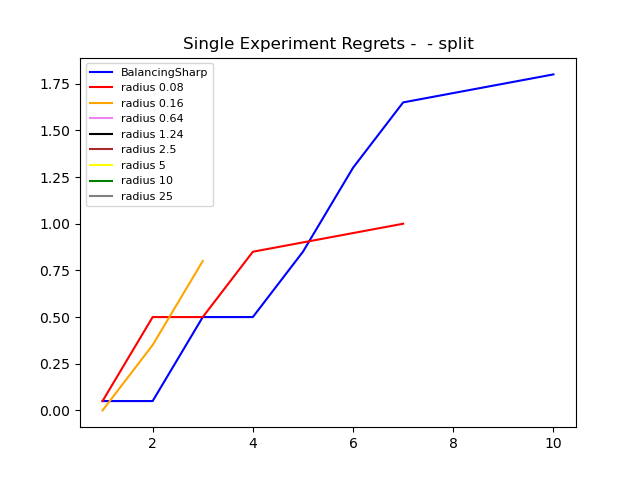 Single Experiment Regrets -  - split
BalancingSharp
radius 0.08
radius 0.16
radius 0.64
radius 1.24
radius 2.5
radius 5
radius 10
radius 25
1.75
1.50
1.25
1.00
0.75
0.50
0.25
0.00
2 4 6 8 10